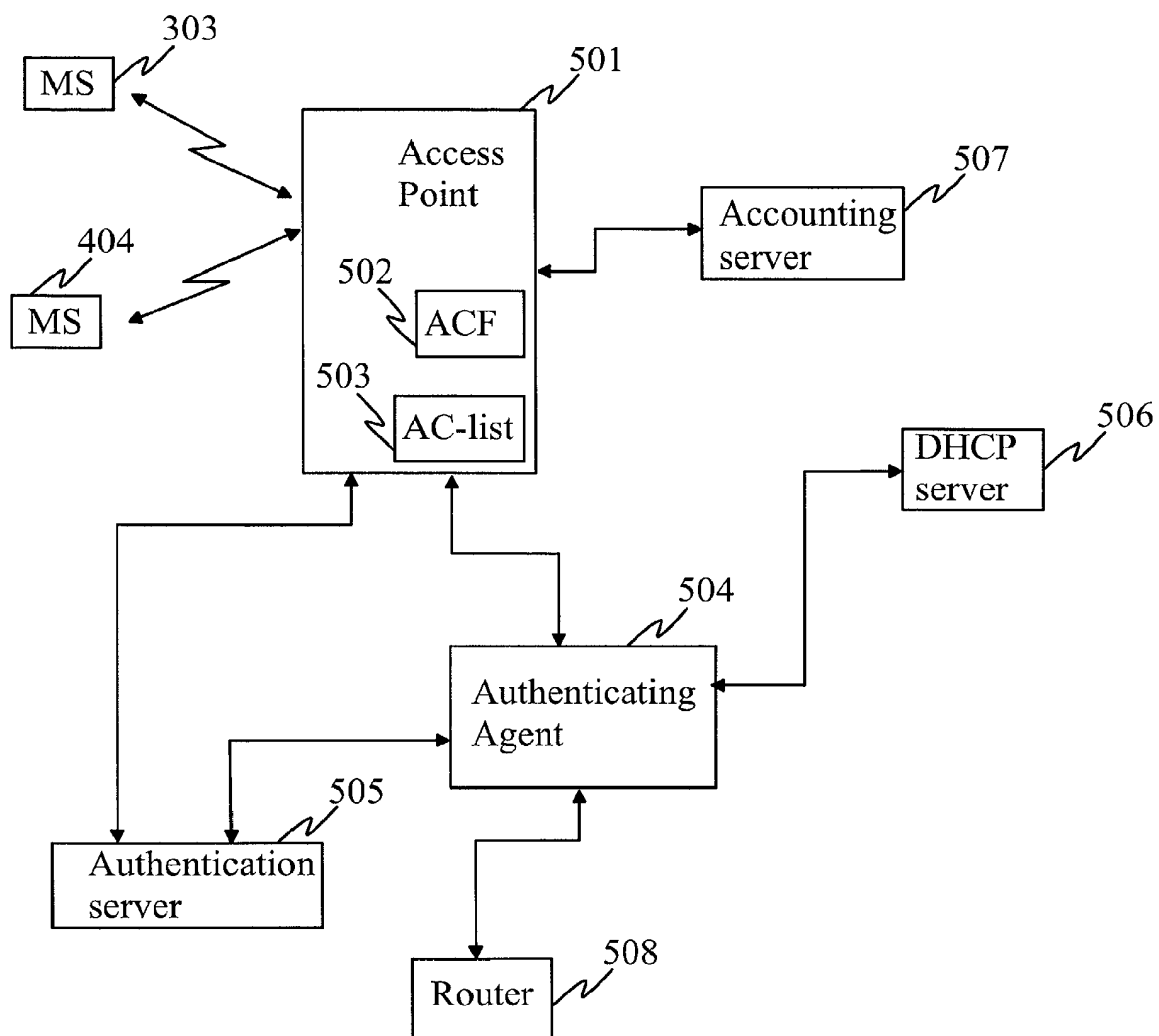 303
MS
501
Access
Point
507
Accounting
server
404
MS
502
ACF
503
AC-list
506
DHCP
server
504
Authenticating
Agent
505
Authentication
server
508
Router